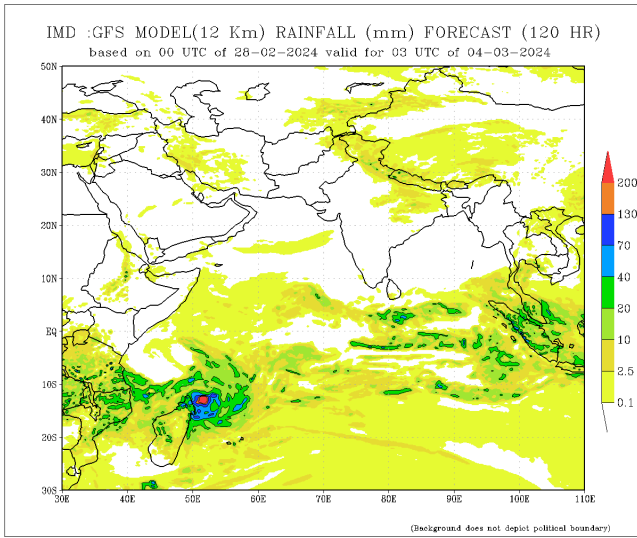 IMD :GFS MODEL(12 Km) RAINFALL (mm) FORECAST (120 HR)
based on 00 UTC of 28-02-2024 valid for 03 UTC of 04-03-2024
50N
40N
30N
20N
10N
EQ
10S
20S
30S
30E 40E 50E 60E 70E 80E 90E 100E 110E
200
130
70
40
20
10
2.5
0.1
(Background does not depict political boundary)